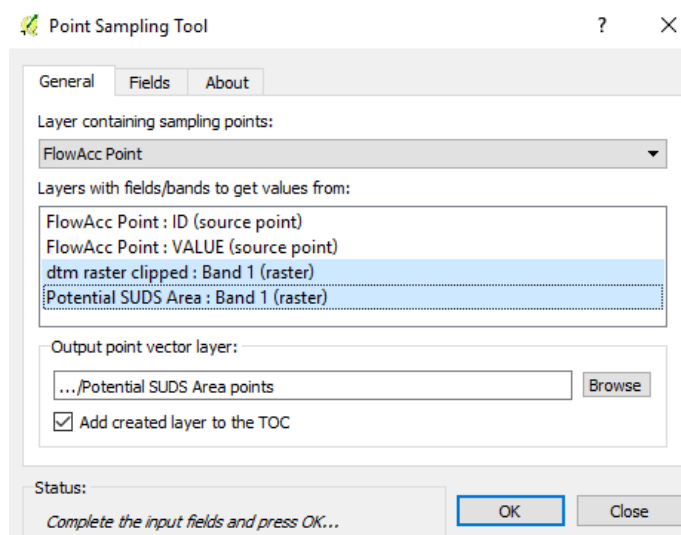 Point Sampling Tool ?
General Fields About
Layer containing sampling points:
FlowAcc Point
Layers with fields/bands to get values from:
FlowAcc Point : ID (source point)
FlowAcc Point : VALUE (source point)
dtm raster clipped : Band 1 (raster)
Potential SUDS Area : Band 1 (raster)
Output point vector layer:
.../Potential SUDS Area points Browse
Add created layer to the TOC
Status:
Complete the input fields and press OK...
OK Close